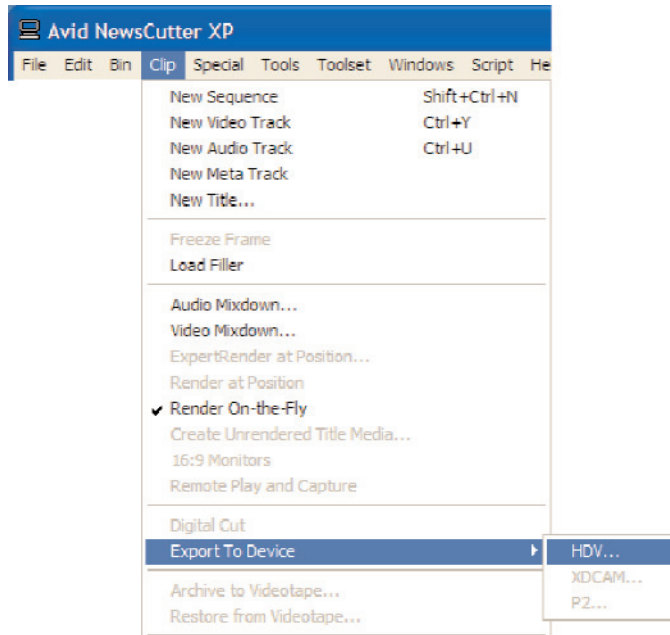 Avid NewsCutter XP
File Edit Bin Clip Special Tools Toolset Windows Script He
New Sequence Shift+Ctrl+N
New Video Track Ctrl+Y
New Audio Track Ctrl+U
New Meta Track
New Title...
Freeze Frame
Load Filler
Audio Mixdown...
Video Mixdown...
ExpertRender at Position...
Render at Position
Render On-the-Fly
Create Unrendered Title Media...
16:9 Monitors
Remote Play and Capture
Digital Cut
Export To Device
HDV...
XDCAM...
P2...
Archive to Videotape...
Restore from Videotape...